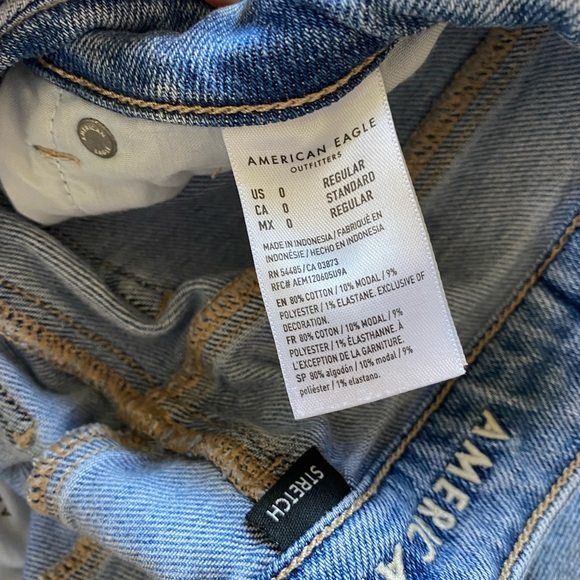 AMERICAN EAGLE
OUTFITTERS
US 0 REGULAR
CA 0 STANDARD
MX 0 REGULAR
MADE IN INDONESIA / FABRIQUÉ EN
INDONÉSIE / HECHO EN INDONESIA
RN 54485 / CA 03873
RFC# AEM120605U9A
EN 80% COTTON / 10% MODAL / 9%
POLYESTER / 1% ELASTANE. EXCLUSIVE OF
DECORATION.
FR 80% COTON / 10% MODAL / 9%
POLYESTER / 1% ÉLASTHANNE. À
L'EXCEPTION DE LA GARNITURE.
SP 80% algodón / 10% modal / 9%
poliéster / 1% elastano.
STRETCH
AMERICA
AMERICAN
EAGLE